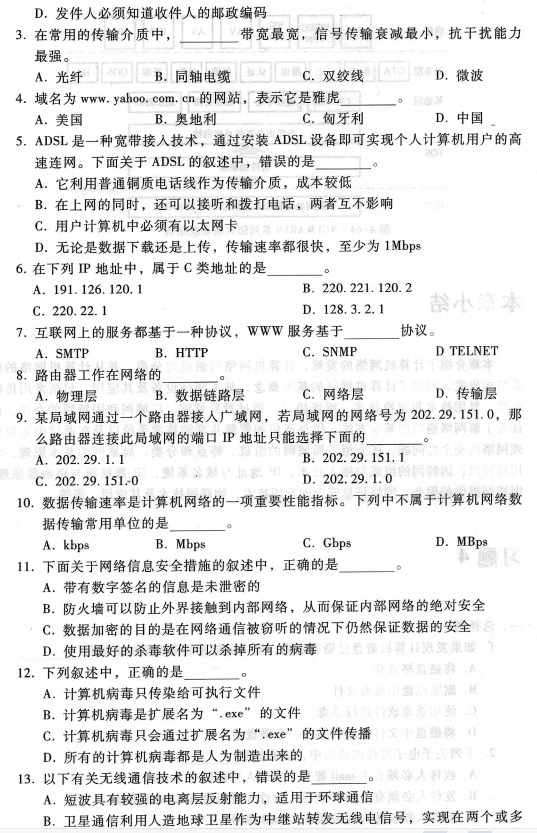 D. 发件人必须知道收件人的邮政编码
3. 在常用的传输介质中，________带宽最宽，信号传输衰减最小，抗干扰能力
最强。
A. 光纤 B. 同轴电缆 C. 双绞线 D. 微波
4. 域名为 www. yahoo. com. cn 的网站，表示它是雅虎________。
A. 美国 B. 奥地利 C. 匈牙利 D. 中国
5. ADSL 是一种宽带接入技术，通过安装 ADSL 设备即可实现个人计算机用户的高
速连网。下面关于 ADSL 的叙述中，错误的是________。
A. 它利用普通铜质电话线作为传输介质，成本较低
B. 在上网的同时，还可以接听和拨打电话，两者互不影响
C. 用户计算机中必须有以太网卡
D. 无论是数据下载还是上传，传输速率都很快，至少为 1Mbps
6. 在下列 IP 地址中，属于 C 类地址的是________。
A. 191. 126. 120. 1 B. 220. 221. 120. 2
C. 220. 22. 1 D. 128. 3. 2. 1
7. 互联网上的服务都基于一种协议，WWW 服务基于________协议。
A. SMTP B. HTTP C. SNMP D TELNET
8. 路由器工作在网络的________。
A. 物理层 B. 数据链路层 C. 网络层 D. 传输层
9. 某局域网通过一个路由器接入广域网，若局域网的网络号为 202. 29. 151. 0，那
么路由器连接此局域网的端口 IP 地址只能选择下面的________。
A. 202. 29. 1. 1 B. 202. 29. 151. 1
C. 202. 29. 151.0 D. 202. 29. 1. 0
10. 数据传输速率是计算机网络的一项重要性能指标。下列中不属于计算机网络数
据传输常用单位的是________。
A. kbps B. Mbps C. Gbps D. MBps
11. 下面关于网络信息安全措施的叙述中，正确的是________。
A. 带有数字签名的信息是未泄密的
B. 防火墙可以防止外界接触到内部网络，从而保证内部网络的绝对安全
C. 数据加密的目的是在网络通信被窃听的情况下仍然保证数据的安全
D. 使用最好的杀毒软件可以杀掉所有的病毒
12. 下列叙述中，正确的是________。
A. 计算机病毒只传染给可执行文件
B. 计算机病毒是扩展名为“.exe”的文件
C. 计算机病毒只会通过扩展名为“.exe”的文件传播
D. 所有的计算机病毒都是人为制造出来的
13. 以下有关无线通信技术的叙述中，错误的是________。
A. 短波具有较强的电离层反射能力，适用于环球通信
B. 卫星通信利用人造地球卫星作为中继站转发无线电信号，实现在两个或多